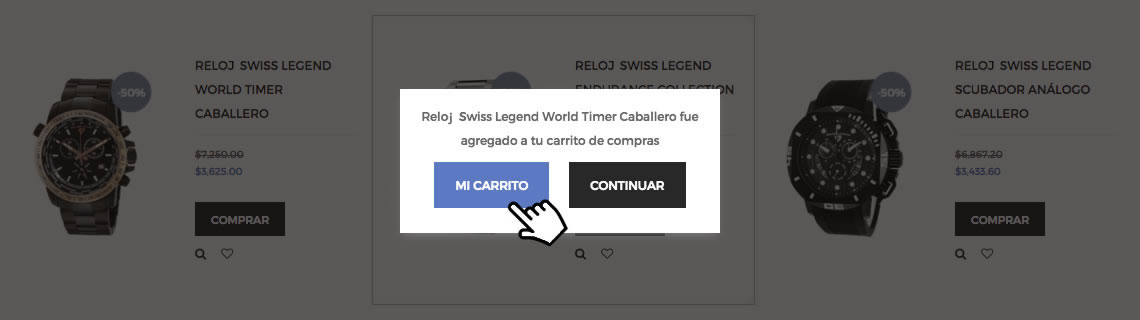 -50%
RELOJ SWISS LEGEND
WORLD TIMER
CABALLERO
$7,250.00
$3,625.00
COMPRAR
RELOJ SWISS LEGEND
ENDURANCE COLLECTION
Reloj Swiss Legend World Timer Caballero fue
agregado a tu carrito de compras
MI CARRITO
CONTINUAR
-50%
RELOJ SWISS LEGEND
SCUBADOR ANÁLOGO
CABALLERO
$6,867.20
$3,433.60
COMPRAR